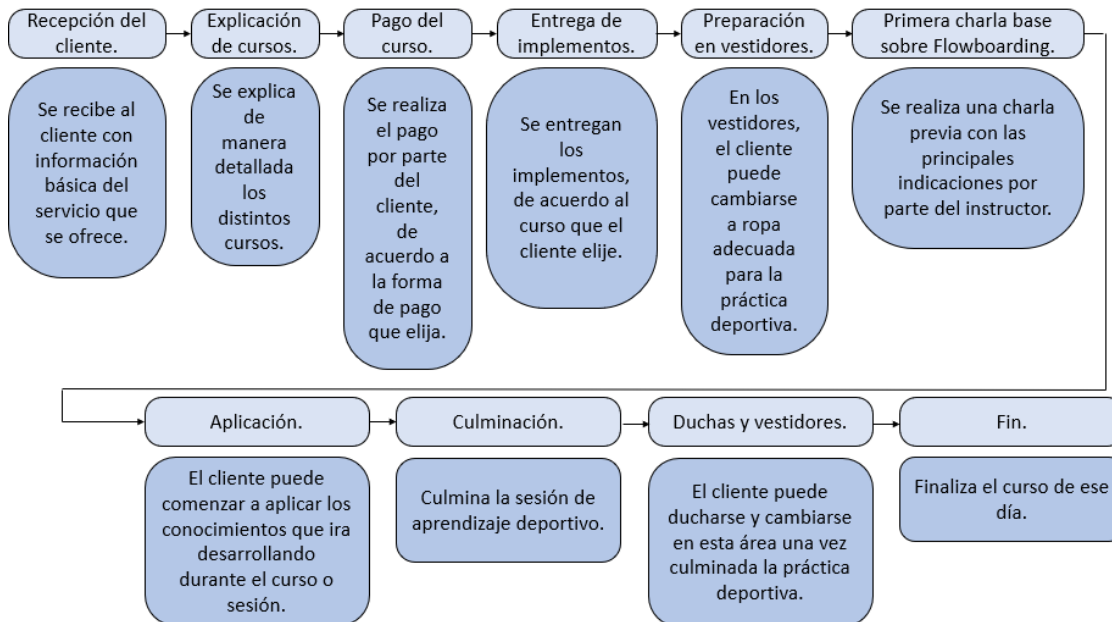 Recepción del
cliente.
Explicación
de cursos.
Pago del
curso.
Entrega de
implementos.
Preparación
en vestidores.
Primera charla base
sobre Flowboarding.
Se recibe al
cliente con
información
básica del
servicio que
se ofrece.
Se explica
de
manera
detallada
los
distintos
cursos.
Se realiza
el pago
por parte
del
cliente,
de
acuerdo a
la forma
de pago
que elija.
Se entregan
los
implementos,
de acuerdo al
curso que el
cliente elije.
En los
vestidores,
el cliente
puede
cambiarse
a ropa
adecuada
para la
práctica
deportiva.
Se realiza una charla
previa con las
principales
indicaciones por
parte del instructor.
Aplicación.
Culminación.
Duchas y vestidores.
Fin.
El cliente puede
comenzar a aplicar los
conocimientos que ira
desarrollando
durante el curso o
sesión.
Culmina la sesión de
aprendizaje deportivo.
El cliente puede
ducharse y cambiarse
en esta área una vez
culminada la práctica
deportiva.
Finaliza el curso de ese
día.